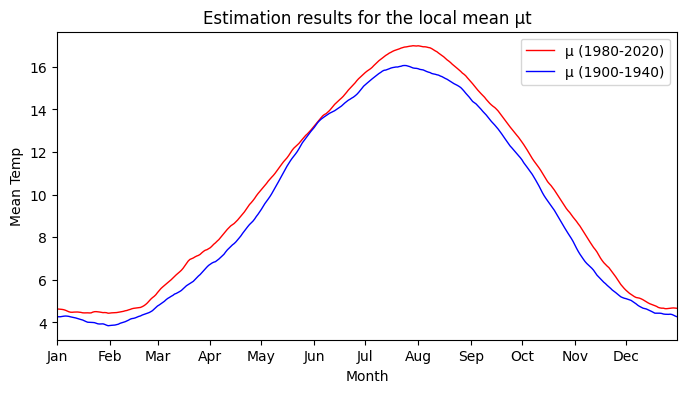 Estimation results for the local mean μt
μ (1980-2020)
μ (1900-1940)
Mean Temp
16
14
12
10
8
6
4
Jan Feb Mar Apr May Jun Jul Aug Sep Oct Nov Dec
Month